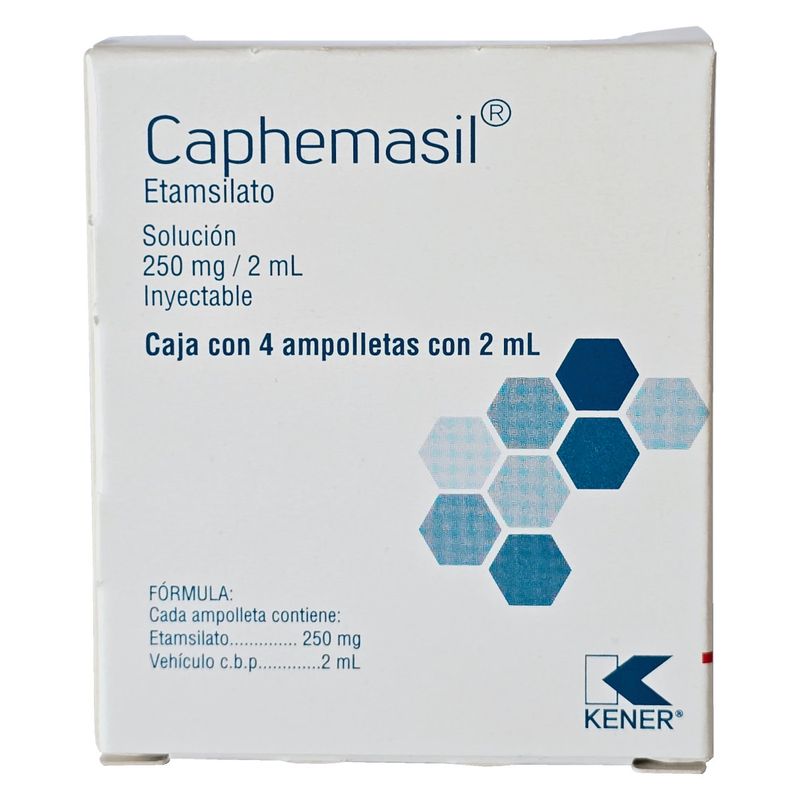 Caphemasil®
Etamsilato
Solución
250 mg / 2 mL
Inyectable
Caja con 4 ampolletas con 2 mL
FÓRMULA:
Cada ampolleta contiene:
Etamsilato.............. 250 mg
Vehículo c.b.p.............2 mL
KENER®